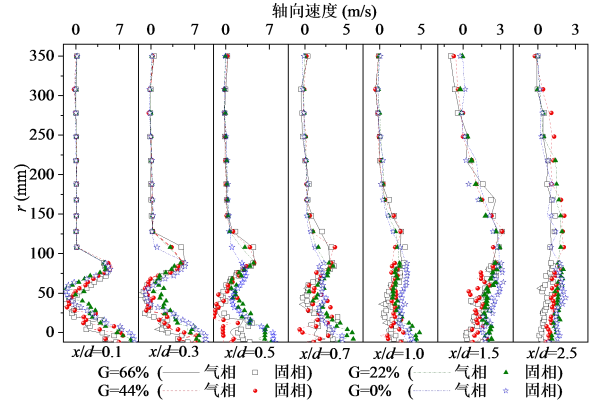 轴向速度 (m/s)
0 7 0 7 0 7 0 5 0 5 0 3 0 3
350
300
250
200
150
100
50
0
r (mm)
x/d=0.1 x/d=0.3 x/d=0.5 x/d=0.7 x/d=1.0 x/d=1.5 x/d=2.5
G=66% ( 气相 固相) G=22% ( 气相 固相)
G=44% ( 气相 固相) G=0% ( 气相 固相)